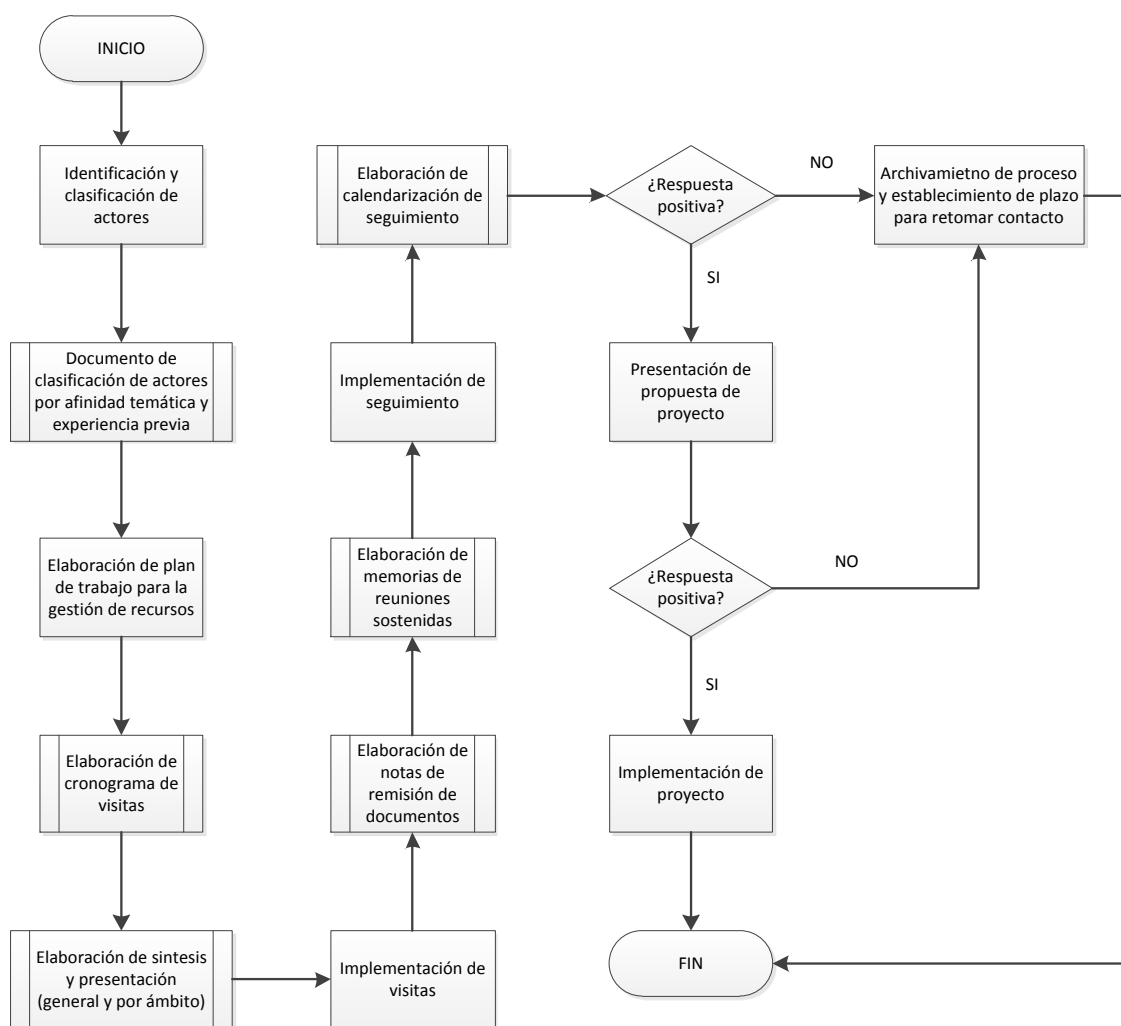 INICIO
Identificación y
clasificación de
actores
Documento de
clasificación de actores
por afinidad temática y
experiencia previa
Elaboración de plan
de trabajo para la
gestión de recursos
Elaboración de
cronograma de
visitas
Elaboración de sintesis
y presentación
(general y por ámbito)
Implementación de
visitas
Elaboración de
notas de
remisión de
documentos
Elaboración de
memorias de
reuniones
sostenidas
Implementación de
seguimiento
Elaboración de
calendarización de
seguimiento
¿Respuesta
positiva?
NO
Archivamietno de proceso
y establecimiento de plazo
para retomar contacto
SI
Presentación de
propuesta de
proyecto
¿Respuesta
positiva?
NO
SI
Implementación de
proyecto
FIN